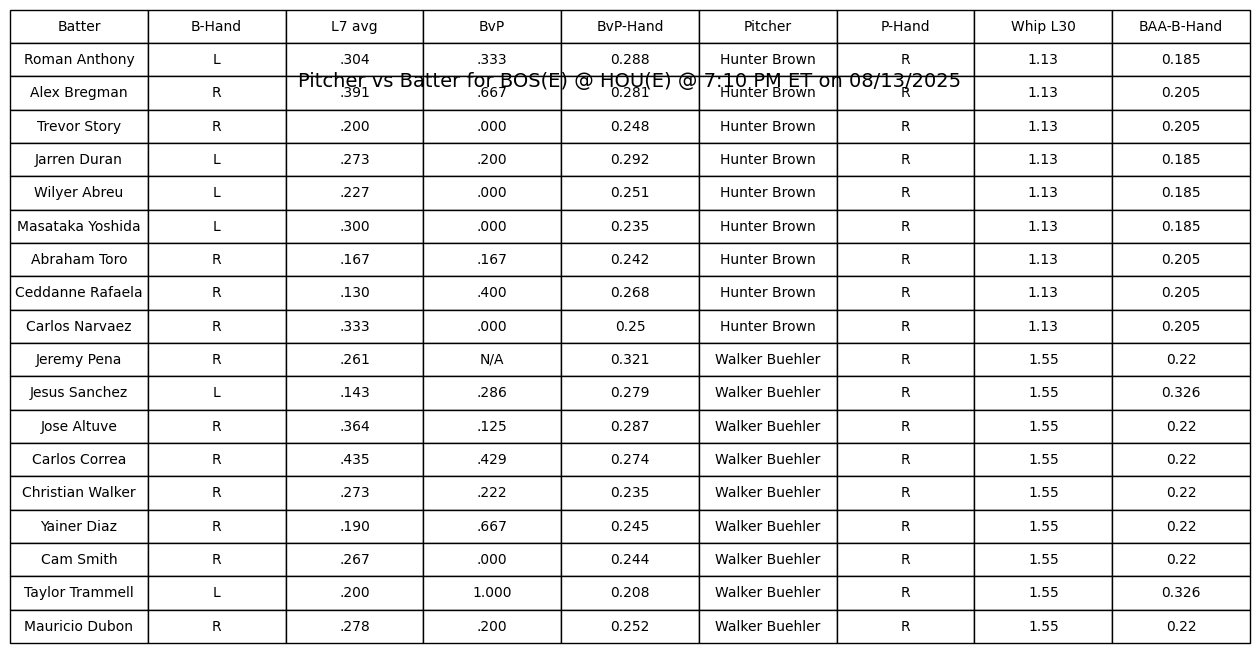 Batter B-Hand L7 avg BvP BvP-Hand Pitcher P-Hand Whip L30 BAA-B-Hand
Roman Anthony L .304 .333 0.288 Hunter Brown R 1.13 0.185
Pitcher vs Batter for BOS(E) @ HOU(E) @ 7:10 PM ET on 08/13/2025
Alex Bregman R .391 .667 0.281 Hunter Brown R 1.13 0.205
Trevor Story R .200 .000 0.248 Hunter Brown R 1.13 0.205
Jarren Duran L .273 .200 0.292 Hunter Brown R 1.13 0.185
Wilyer Abreu L .227 .000 0.251 Hunter Brown R 1.13 0.185
Masataka Yoshida L .300 .000 0.235 Hunter Brown R 1.13 0.185
Abraham Toro R .167 .167 0.242 Hunter Brown R 1.13 0.205
Ceddanne Rafaela R .130 .400 0.268 Hunter Brown R 1.13 0.205
Carlos Narvaez R .333 .000 0.25 Hunter Brown R 1.13 0.205
Jeremy Pena R .261 N/A 0.321 Walker Buehler R 1.55 0.22
Jesus Sanchez L .143 .286 0.279 Walker Buehler R 1.55 0.326
Jose Altuve R .364 .125 0.287 Walker Buehler R 1.55 0.22
Carlos Correa R .435 .429 0.274 Walker Buehler R 1.55 0.22
Christian Walker R .273 .222 0.235 Walker Buehler R 1.55 0.22
Yainer Diaz R .190 .667 0.245 Walker Buehler R 1.55 0.22
Cam Smith R .267 .000 0.244 Walker Buehler R 1.55 0.22
Taylor Trammell L .200 1.000 0.208 Walker Buehler R 1.55 0.326
Mauricio Dubon R .278 .200 0.252 Walker Buehler R 1.55 0.22